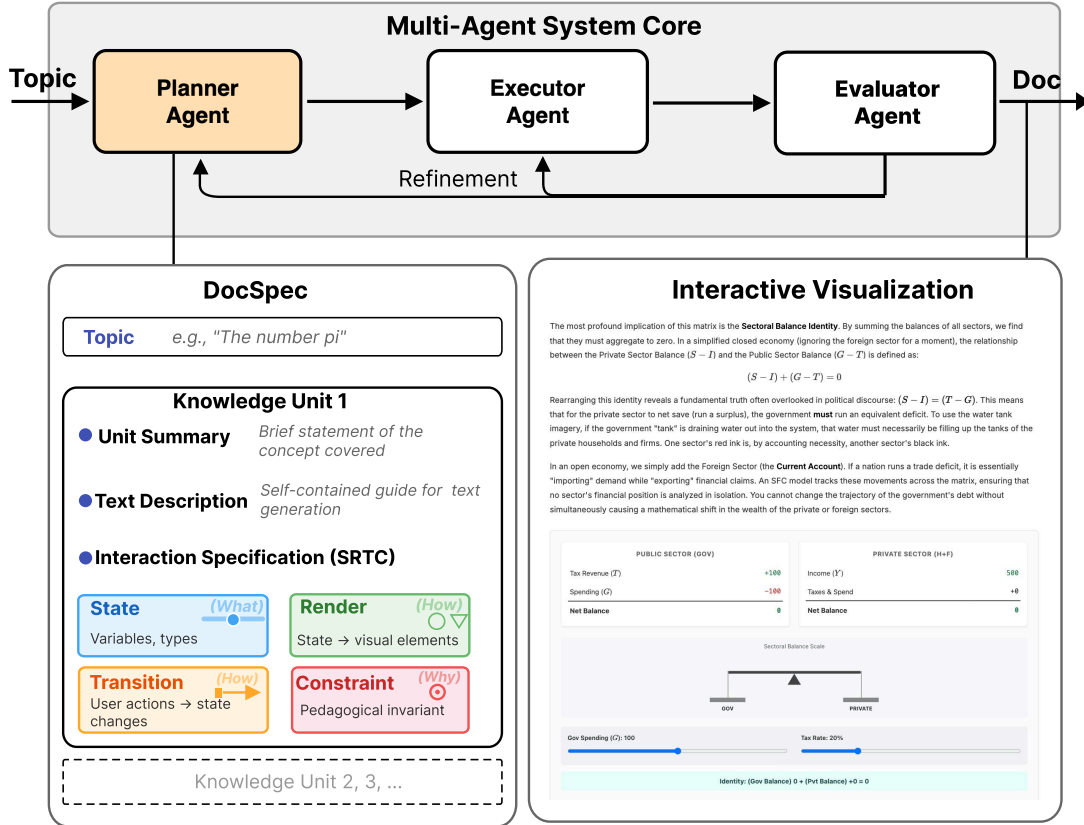 Multi-Agent System Core
Topic
Planner
Agent
Executor
Agent
Evaluator
Agent
Doc
Refinement
DocSpec
Topic e.g., "The number pi"
Knowledge Unit 1
Unit Summary
Brief statement of the
concept covered
Text Description
Self-contained guide for text
generation
Interaction Specification (SRTC)
State (What)
Variables, types
Render (How)
State → visual elements
Transition (How)
User actions → state
changes
Constraint (Why)
Pedagogical invariant
Knowledge Unit 2, 3, ...
Interactive Visualization
The most profound implication of this matrix is the Sectoral Balance Identity. By summing the balances of all sectors, we find
that they must aggregate to zero. In a simplified closed economy (ignoring the foreign sector for a moment), the relationship
between the Private Sector Balance (S − I) and the Public Sector Balance (G − T) is defined as:
(S − I) + (G − T) = 0
Rearranging this identity reveals a fundamental truth often overlooked in political discourse: (S − I) = (T − G). This means
that for the private sector to net save (run a surplus), the government must run an equivalent deficit. To use the water tank
imagery, if the government "tank" is draining water out into the system, that water must necessarily be filling up the tanks of the
private households and firms. One sector's red ink is, by accounting necessity, another sector's black ink.
In an open economy, we simply add the Foreign Sector (the Current Account). If a nation runs a trade deficit, it is essentially
"importing" demand while "exporting" financial claims. An SFC model tracks these movements across the matrix, ensuring that
no sector's financial position is analyzed in isolation. You cannot change the trajectory of the government's debt without
simultaneously causing a mathematical shift in the wealth of the private or foreign sectors.
PUBLIC SECTOR (GOV)
Tax Revenue (T) +100
Spending (G) −100
Net Balance 0
PRIVATE SECTOR (H+F)
Income (Y) 500
Taxes & Spend +0
Net Balance 0
Sectoral Balance Scale
GOV
PRIVATE
Gov Spending (G): 100
Tax Rate: 20%
Identity: (Gov Balance) 0 + (Pvt Balance) +0 = 0